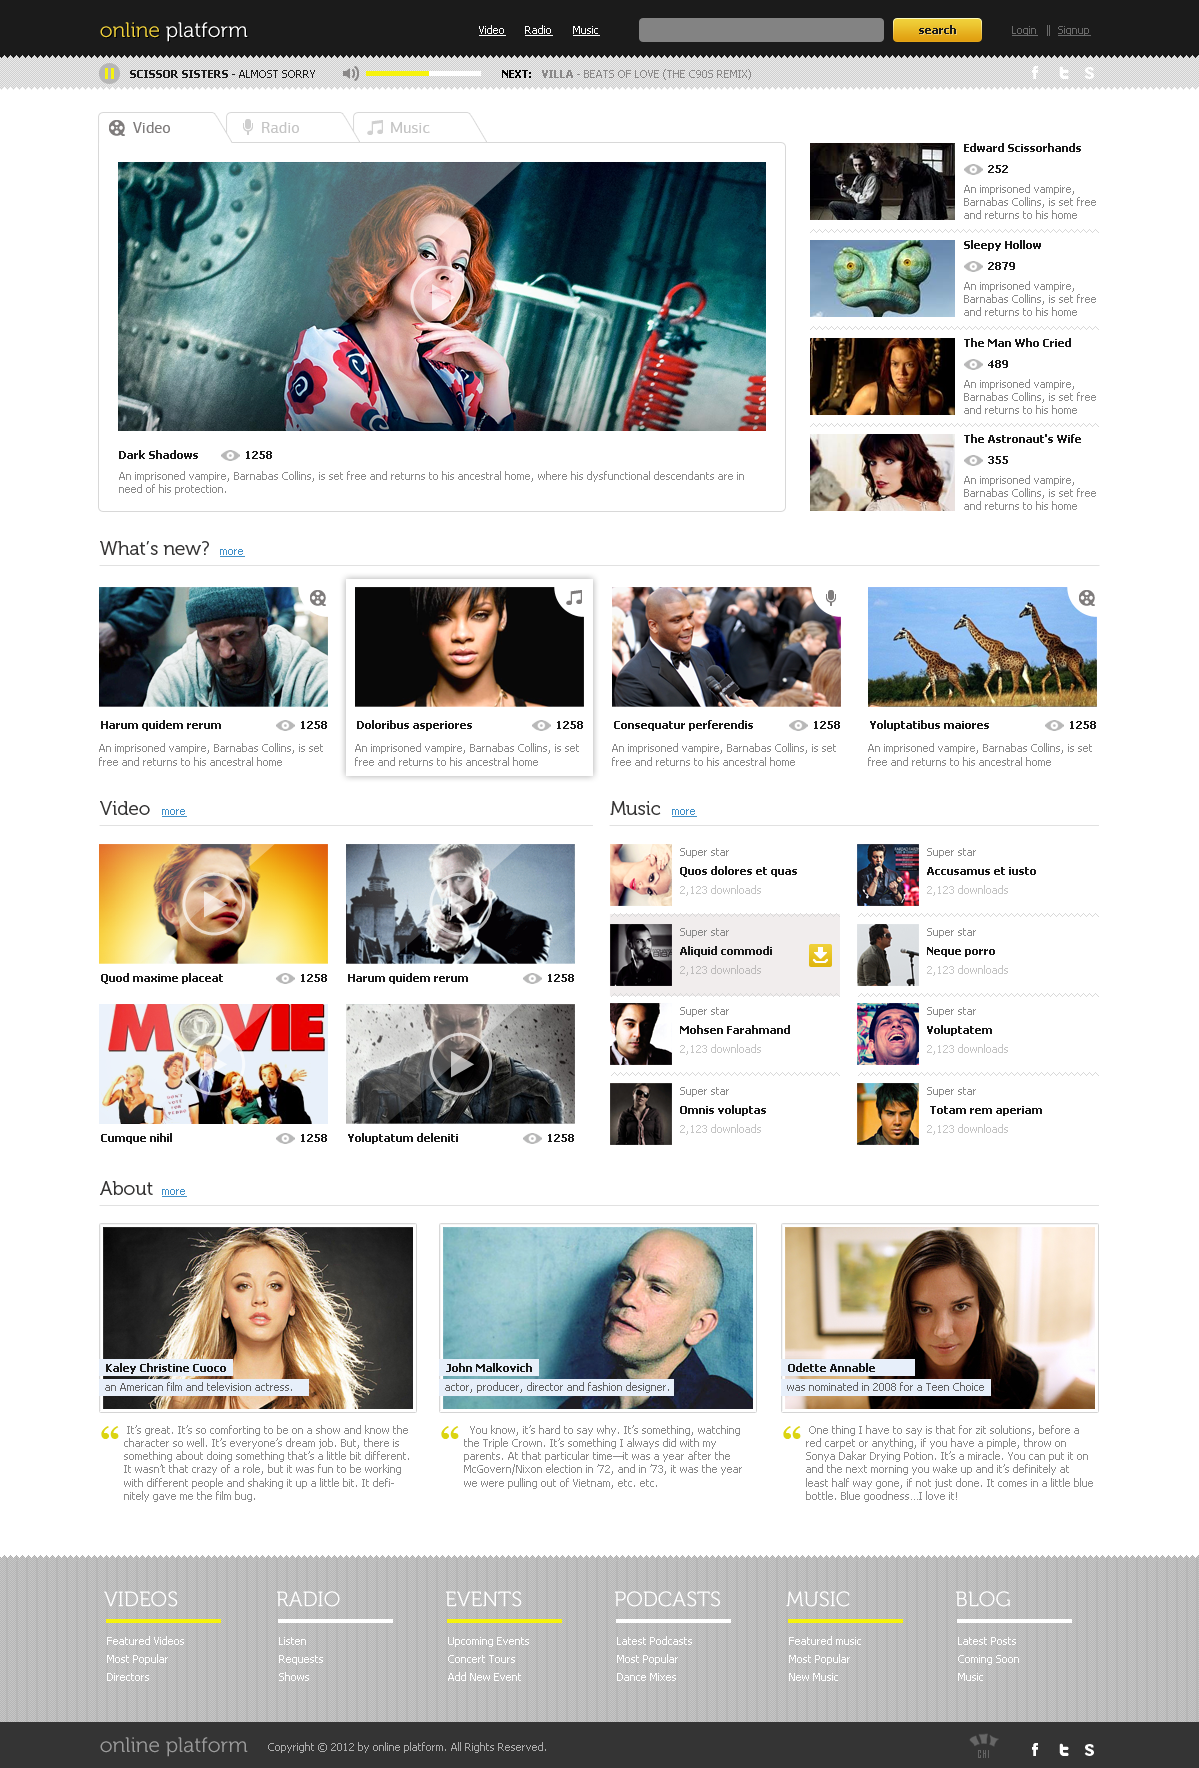 online platform
Video Radio Music
search
Login || Signup
SCISSOR SISTERS - ALMOST SORRY
NEXT: VILLA - BEATS OF LOVE (THE C90S REMIX)
Video
Radio
Music
Dark Shadows 1258
An imprisoned vampire, Barnabas Collins, is set free and returns to his ancestral home, where his dysfunctional descendants are in
need of his protection.
Edward Scissorhands
252
An imprisoned vampire,
Barnabas Collins, is set free
and returns to his home
Sleepy Hollow
2879
An imprisoned vampire,
Barnabas Collins, is set free
and returns to his home
The Man Who Cried
489
An imprisoned vampire,
Barnabas Collins, is set free
and returns to his home
The Astronaut's Wife
355
An imprisoned vampire,
Barnabas Collins, is set free
and returns to his home
What's new? more
Harum quidem rerum 1258
An imprisoned vampire, Barnabas Collins, is set
free and returns to his ancestral home
Doloribus asperiores 1258
An imprisoned vampire, Barnabas Collins, is set
free and returns to his ancestral home
Consequatur perferendis 1258
An imprisoned vampire, Barnabas Collins, is set
free and returns to his ancestral home
Voluptatibus maiores 1258
An imprisoned vampire, Barnabas Collins, is set
free and returns to his ancestral home
Video more
Quod maxime placeat 1258
Harum quidem rerum 1258
MOVIE
Cumque nihil 1258
Voluptatum deleniti 1258
Music more
Super star
Quos dolores et quas
2,123 downloads
Super star
Accusamus et iusto
2,123 downloads
Super star
Aliquid commodi
2,123 downloads
Super star
Neque porro
2,123 downloads
Super star
Mohsen Farahmand
2,123 downloads
Super star
Voluptatem
2,123 downloads
Super star
Omnis voluptas
2,123 downloads
Super star
Totam rem aperiam
2,123 downloads
About more
Kaley Christine Cuoco
an American film and television actress.
“ It's great. It's so comforting to be on a show and know the
character so well. It's everyone's dream job. But, there is
something about doing something that's a little bit different.
It wasn't that crazy of a role, but it was fun to be working
with different people and shaking it up a little bit. It defi-
nitely gave me the film bug.
John Malkovich
actor, producer, director and fashion designer.
“ You know, it's hard to say why. It's something, watching
the Triple Crown. It's something I always did with my
parents. At that particular time—it was a year after the
McGovern/Nixon election in '72, and in '73, it was the year
we were pulling out of Vietnam, etc. etc.
Odette Annable
was nominated in 2008 for a Teen Choice
“ One thing I have to say is that for zit solutions, before a
red carpet or anything, if you have a pimple, throw on
Sonya Dakar Drying Potion. It's a miracle. You can put it on
and the next morning you wake up and it's definitely at
least half way gone, if not just done. It comes in a little blue
bottle. Blue goodness...I love it!
VIDEOS
Featured Videos
Most Popular
Directors
RADIO
Listen
Requests
Shows
EVENTS
Upcoming Events
Concert Tours
Add New Event
PODCASTS
Latest Podcasts
Most Popular
Dance Mixes
MUSIC
Featured music
Most Popular
New Music
BLOG
Latest Posts
Coming Soon
Music
online platform
Copyright © 2012 by online platform. All Rights Reserved.